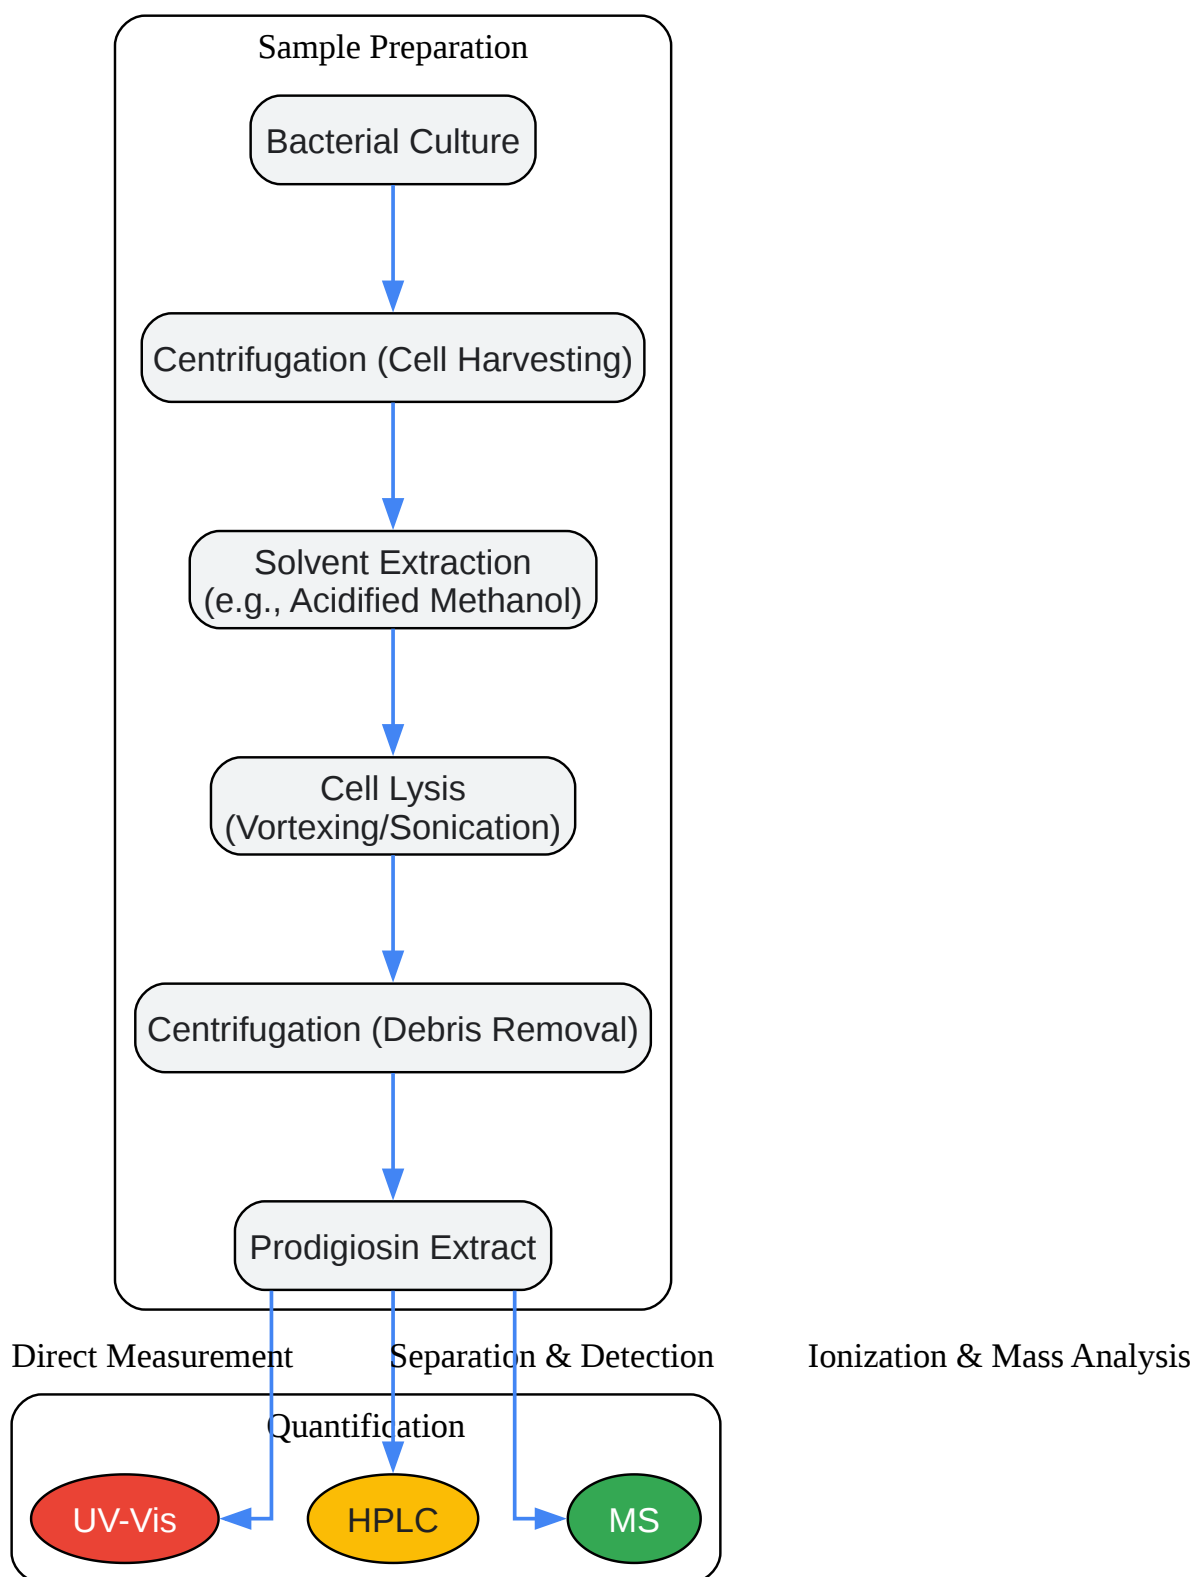 Sample Preparation
Bacterial Culture
Centrifugation (Cell Harvesting)
Solvent Extraction
(e.g., Acidified Methanol)
Cell Lysis
(Vortexing/Sonication)
Centrifugation (Debris Removal)
Prodigiosin Extract
Direct Measurement
Separation & Detection
Ionization & Mass Analysis
Quantification
UV-Vis
HPLC
MS